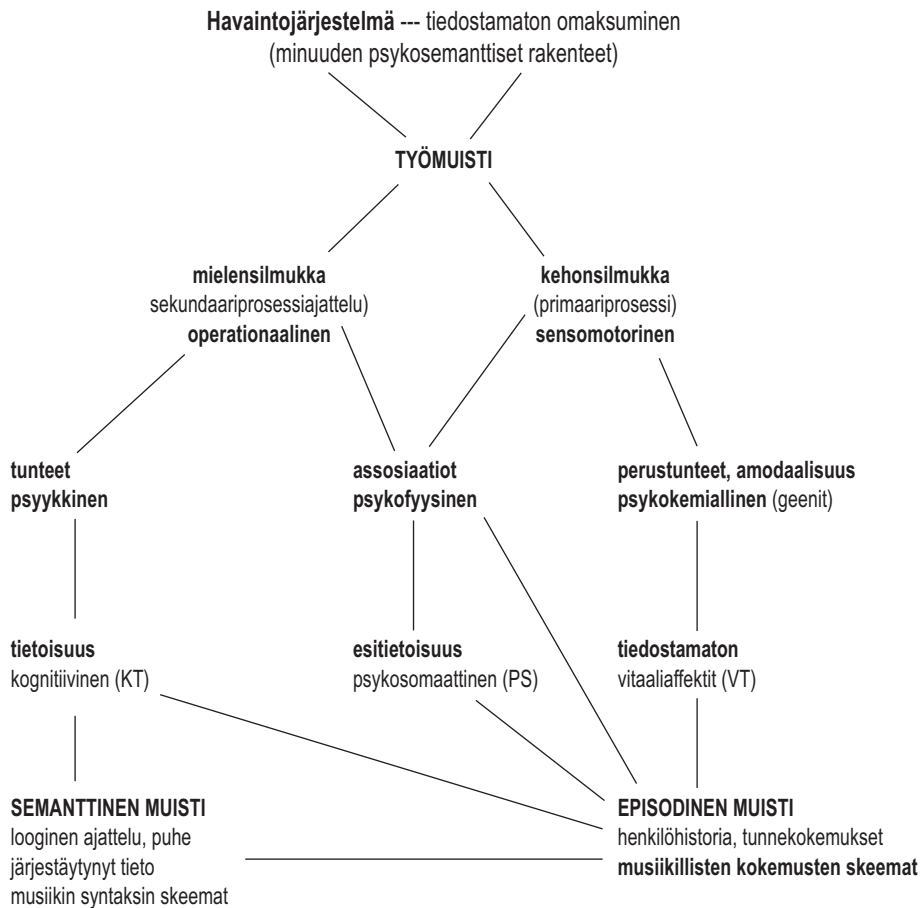 Havaintojärjestelmä --- tiedostamaton omaksuminen
(minuuden psykosemanttiset rakenteet)
TYÖMUISTI
mielensilmukka
sekundaariprosessiajattelu)
operationaalinen
kehonsilmukka
(primaariprosessi)
sensomotorinen
tunteet
psyykkinen
assosiaatiot
psykofyysinen
perustunteet, amodaalisuus
psykokemiallinen (geenit)
tietoisuus
kognitiivinen (KT)
esitietoisuus
psykosomaattinen (PS)
tiedostamaton
vitaaliaffektit (VT)
SEMANTTINEN MUISTI
looginen ajattelu, puhe
järjestäytynyt tieto
musiikin syntaksin skeemat
EPISODINEN MUISTI
henkilöhistoria, tunnekokemukset
musiikillisten kokemusten skeemat